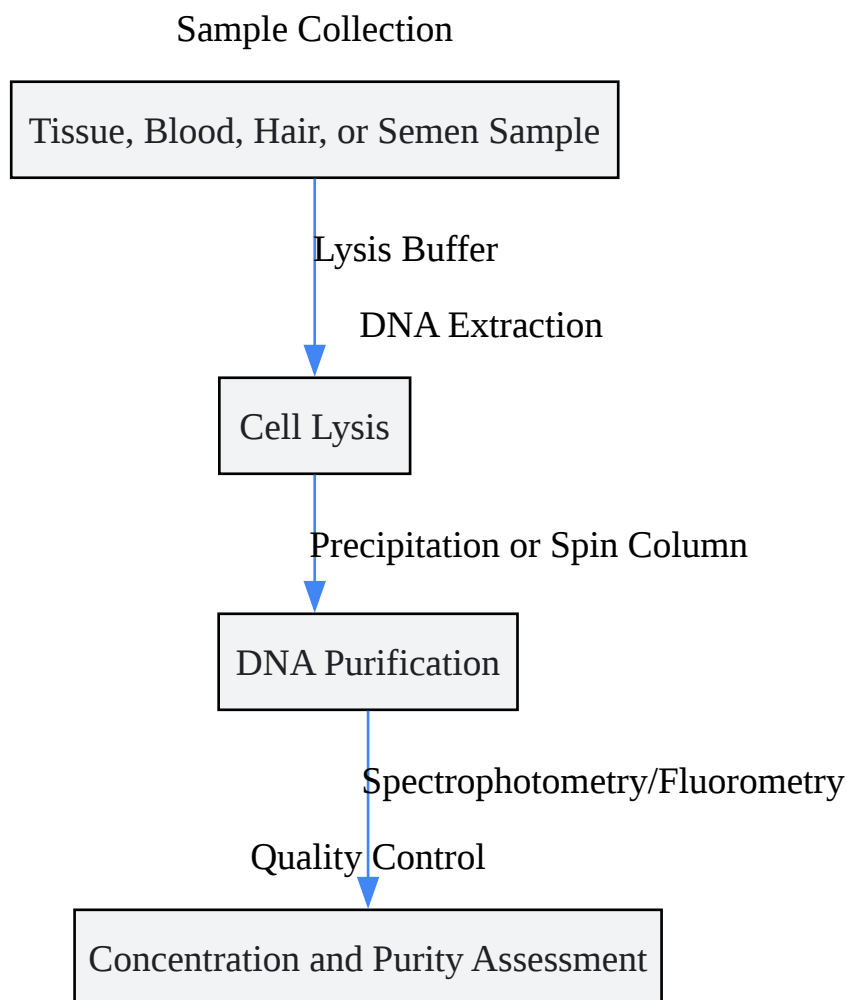 Sample Collection
Tissue, Blood, Hair, or Semen Sample
Lysis Buffer
DNA Extraction
Cell Lysis
Precipitation or Spin Column
DNA Purification
Spectrophotometry/Fluorometry
Quality Control
Concentration and Purity Assessment